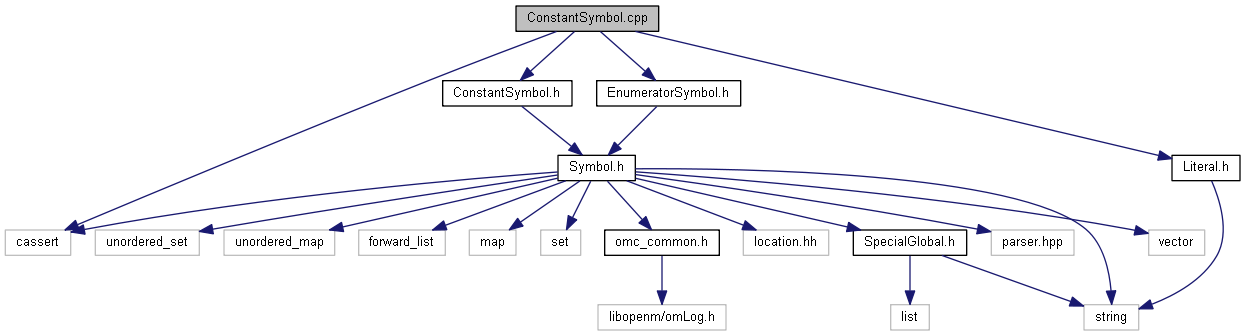 ConstantSymbol.cpp
ConstantSymbol.h
EnumeratorSymbol.h
Symbol.h
Literal.h
cassert
unordered_set
unordered_map
forward_list
map
set
omc_common.h
location.hh
SpecialGlobal.h
parser.hpp
vector
libopenm/omLog.h
list
string